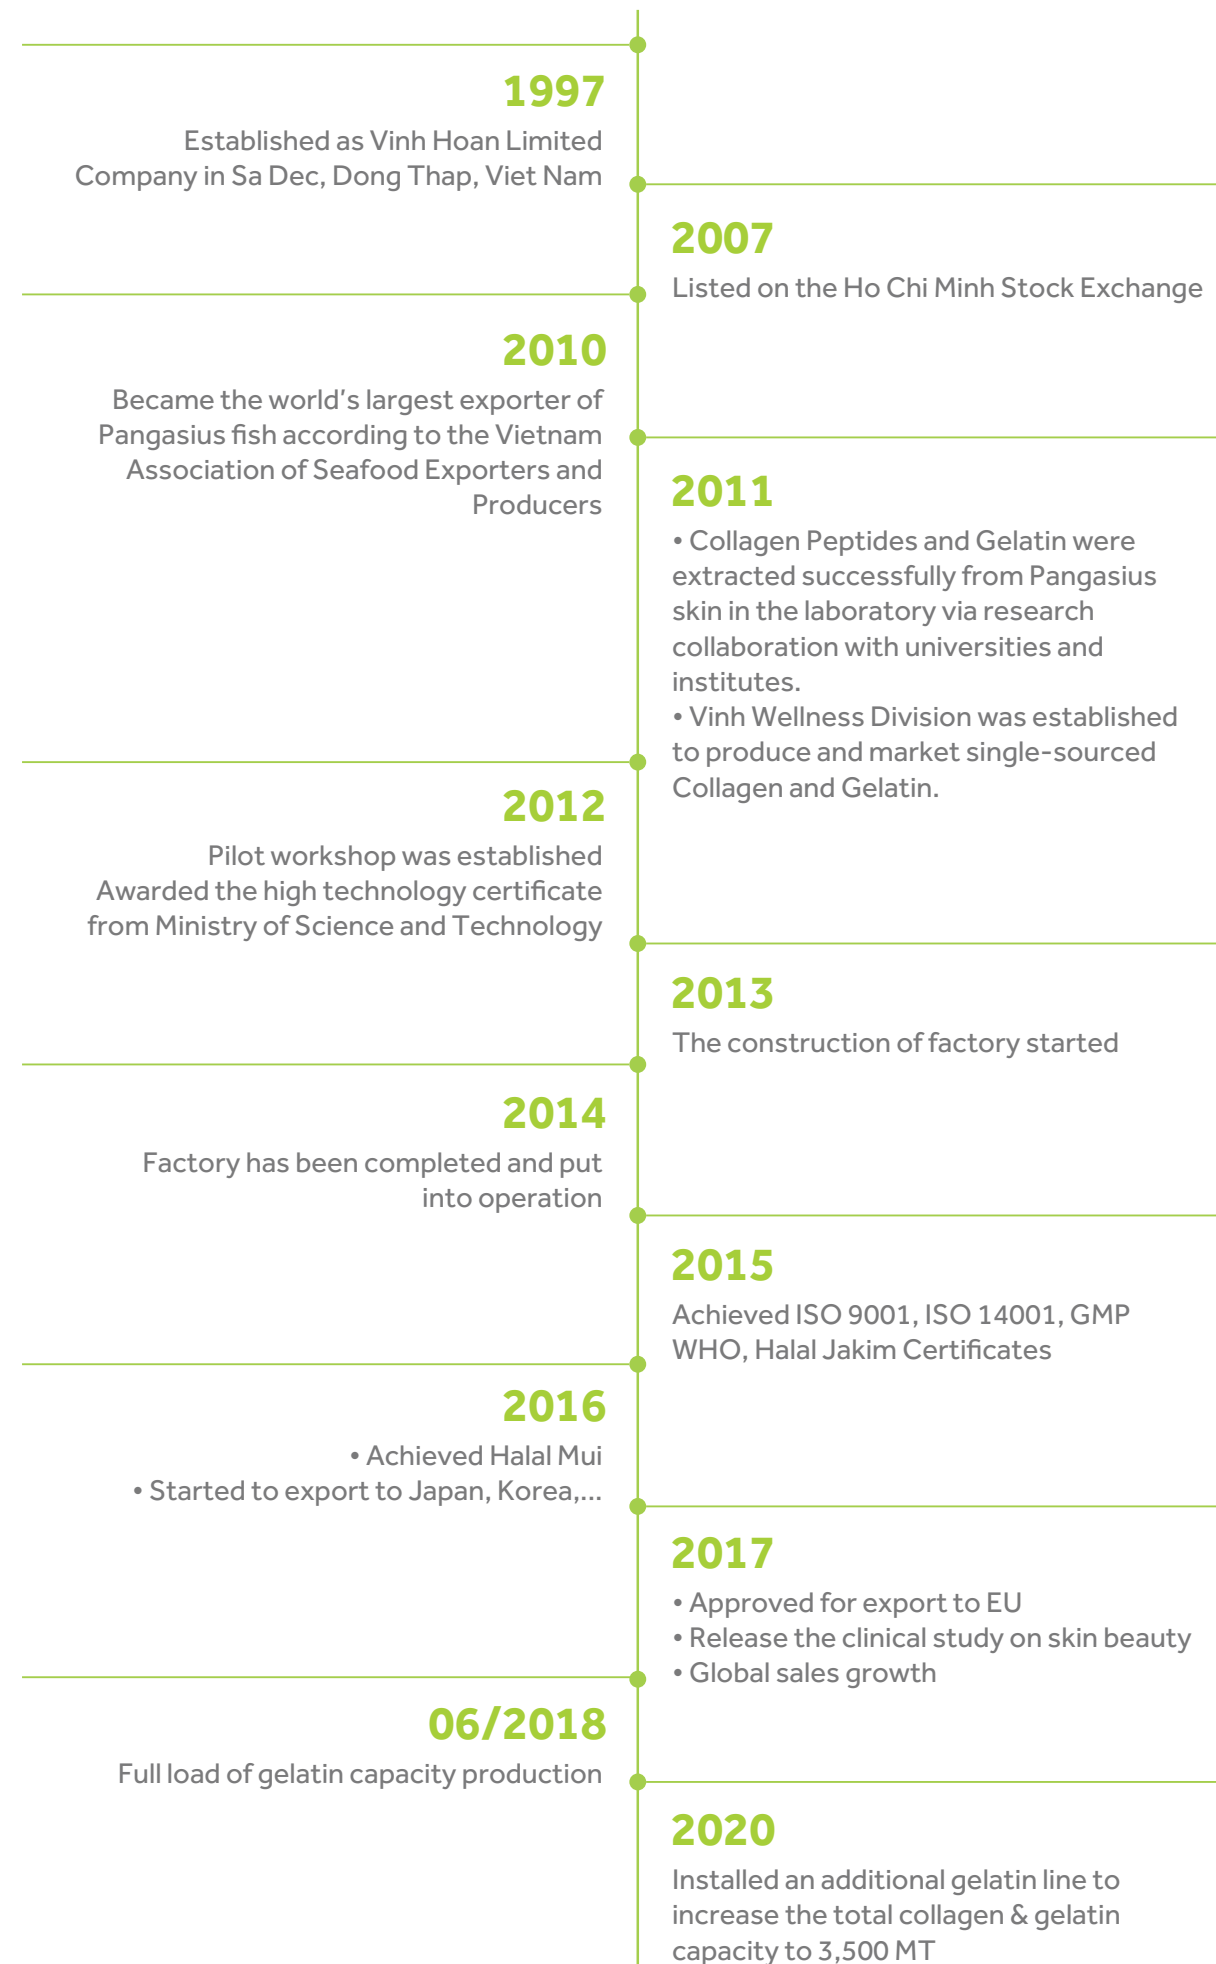 1997
Established as Vinh Hoan Limited
Company in Sa Dec, Dong Thap, Viet Nam
2007
Listed on the Ho Chi Minh Stock Exchange
2010
Became the world's largest exporter of
Pangasius fish according to the Vietnam
Association of Seafood Exporters and
Producers
2011
• Collagen Peptides and Gelatin were
extracted successfully from Pangasius
skin in the laboratory via research
collaboration with universities and
institutes.
• Vinh Wellness Division was established
to produce and market single-sourced
Collagen and Gelatin.
2012
Pilot workshop was established
Awarded the high technology certificate
from Ministry of Science and Technology
2013
The construction of factory started
2014
Factory has been completed and put
into operation
2015
Achieved ISO 9001, ISO 14001, GMP
WHO, Halal Jakim Certificates
2016
• Achieved Halal Mui
• Started to export to Japan, Korea,...
2017
• Approved for export to EU
• Release the clinical study on skin beauty
• Global sales growth
06/2018
Full load of gelatin capacity production
2020
Installed an additional gelatin line to
increase the total collagen & gelatin
capacity to 3,500 MT